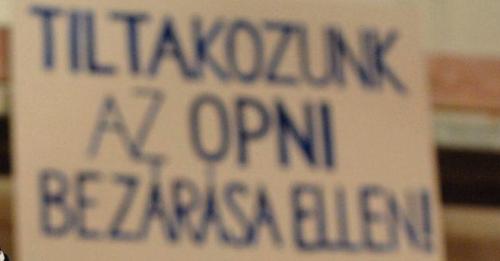 TILTAKOZUNK
AZ OPNI
BEZÁRÁSA ELLEN!